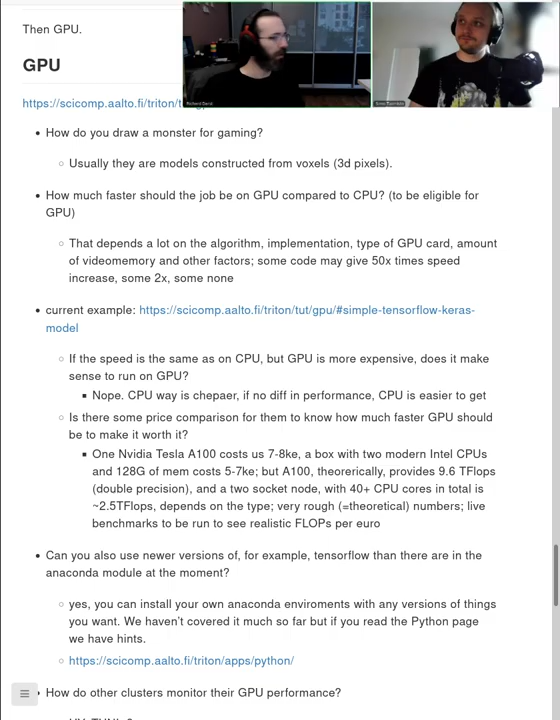 Then GPU.
GPU
https://scicomp.aalto.fi/triton/t
• How do you draw a monster for gaming?
○ Usually they are models constructed from voxels (3d pixels).
• How much faster should the job be on GPU compared to CPU? (to be eligible for
GPU)
○ That depends a lot on the algorithm, implementation, type of GPU card, amount
of videomemory and other factors; some code may give 50x times speed
increase, some 2x, some none
• current example: https://scicomp.aalto.fi/triton/tut/gpu/#simple-tensorflow-keras-
model
○ If the speed is the same as on CPU, but GPU is more expensive, does it make
sense to run on GPU?
▪ Nope. CPU way is chepaer, if no diff in performance, CPU is easier to get
○ Is there some price comparison for them to know how much faster GPU should
be to make it worth it?
▪ One Nvidia Tesla A100 costs us 7-8ke, a box with two modern Intel CPUs
and 128G of mem costs 5-7ke; but A100, theorerically, provides 9.6 TFlops
(double precision), and a two socket node, with 40+ CPU cores in total is
~2.5TFlops, depends on the type; very rough (=theoretical) numbers; live
benchmarks to be run to see realistic FLOPs per euro
• Can you also use newer versions of, for example, tensorflow than there are in the
anaconda module at the moment?
○ yes, you can install your own anaconda enviroments with any versions of things
you want. We haven't covered it much so far but if you read the Python page
we have hints.
○ https://scicomp.aalto.fi/triton/apps/python/
• How do other clusters monitor their GPU performance?